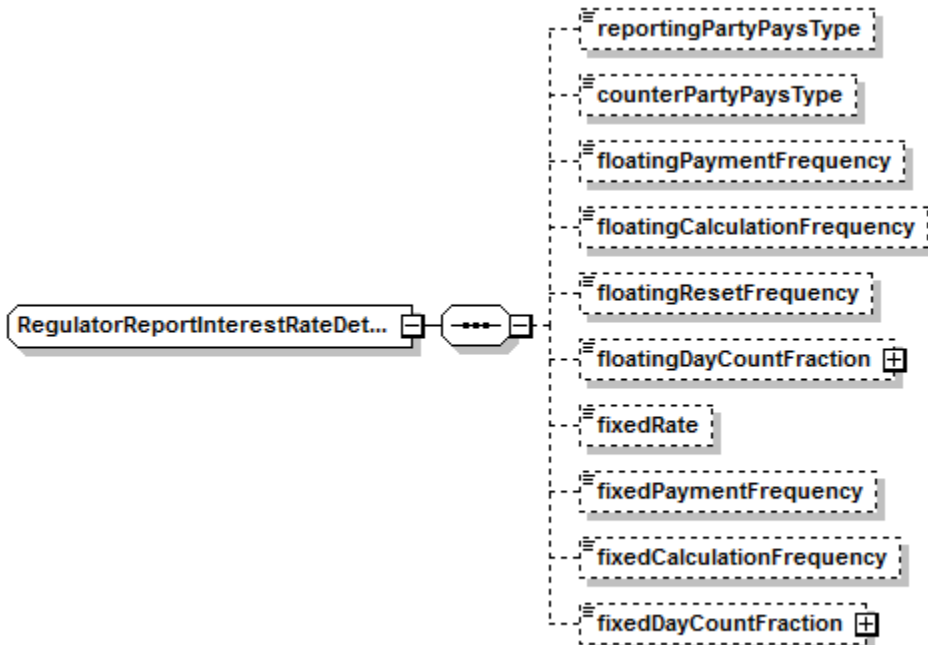 reportingPartyPaysType
counterPartyPaysType
floatingPaymentFrequency
floatingCalculationFrequency
floatingResetFrequency
RegulatorReportInterestRateDet...
floatingDayCountFraction
fixedRate
fixedPaymentFrequency
fixedCalculationFrequency
fixedDayCountFraction